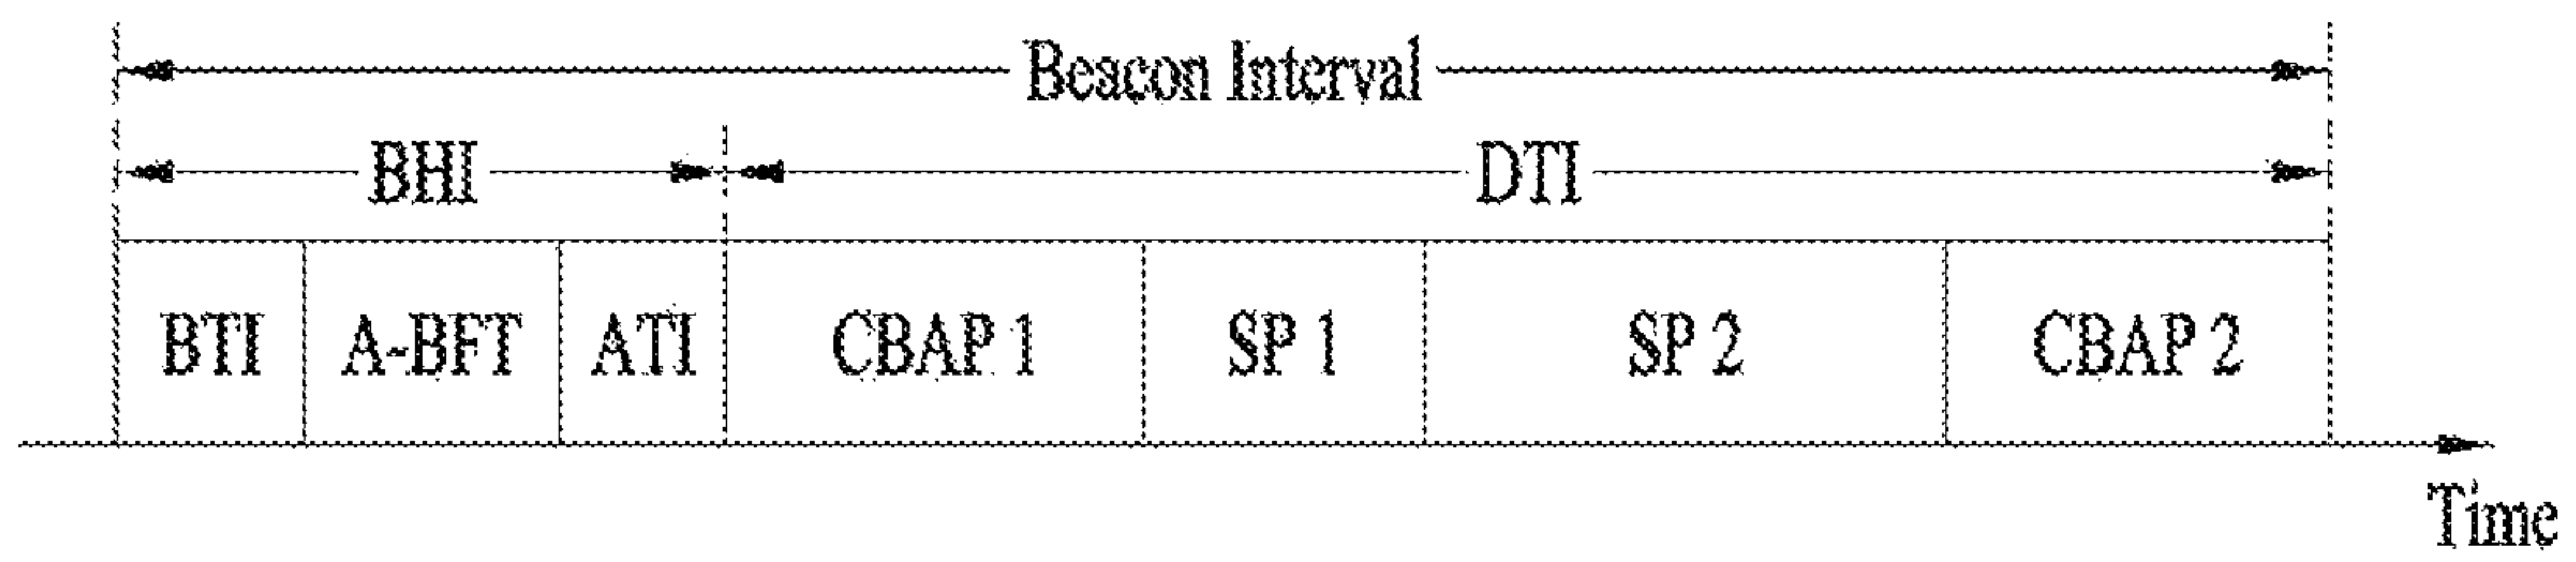 Beacon Interval
BHI DTI
BTI A-BFT ATI CBAP 1 SP 1 SP 2 CBAP 2
Time